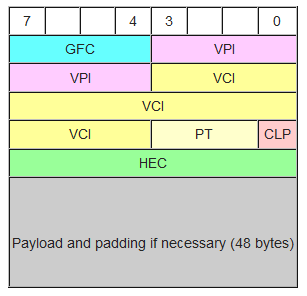 7 4 3 0
GFC VPI
VPI VCI
VCI
VCI PT CLP
HEC
Payload and padding if necessary (48 bytes)